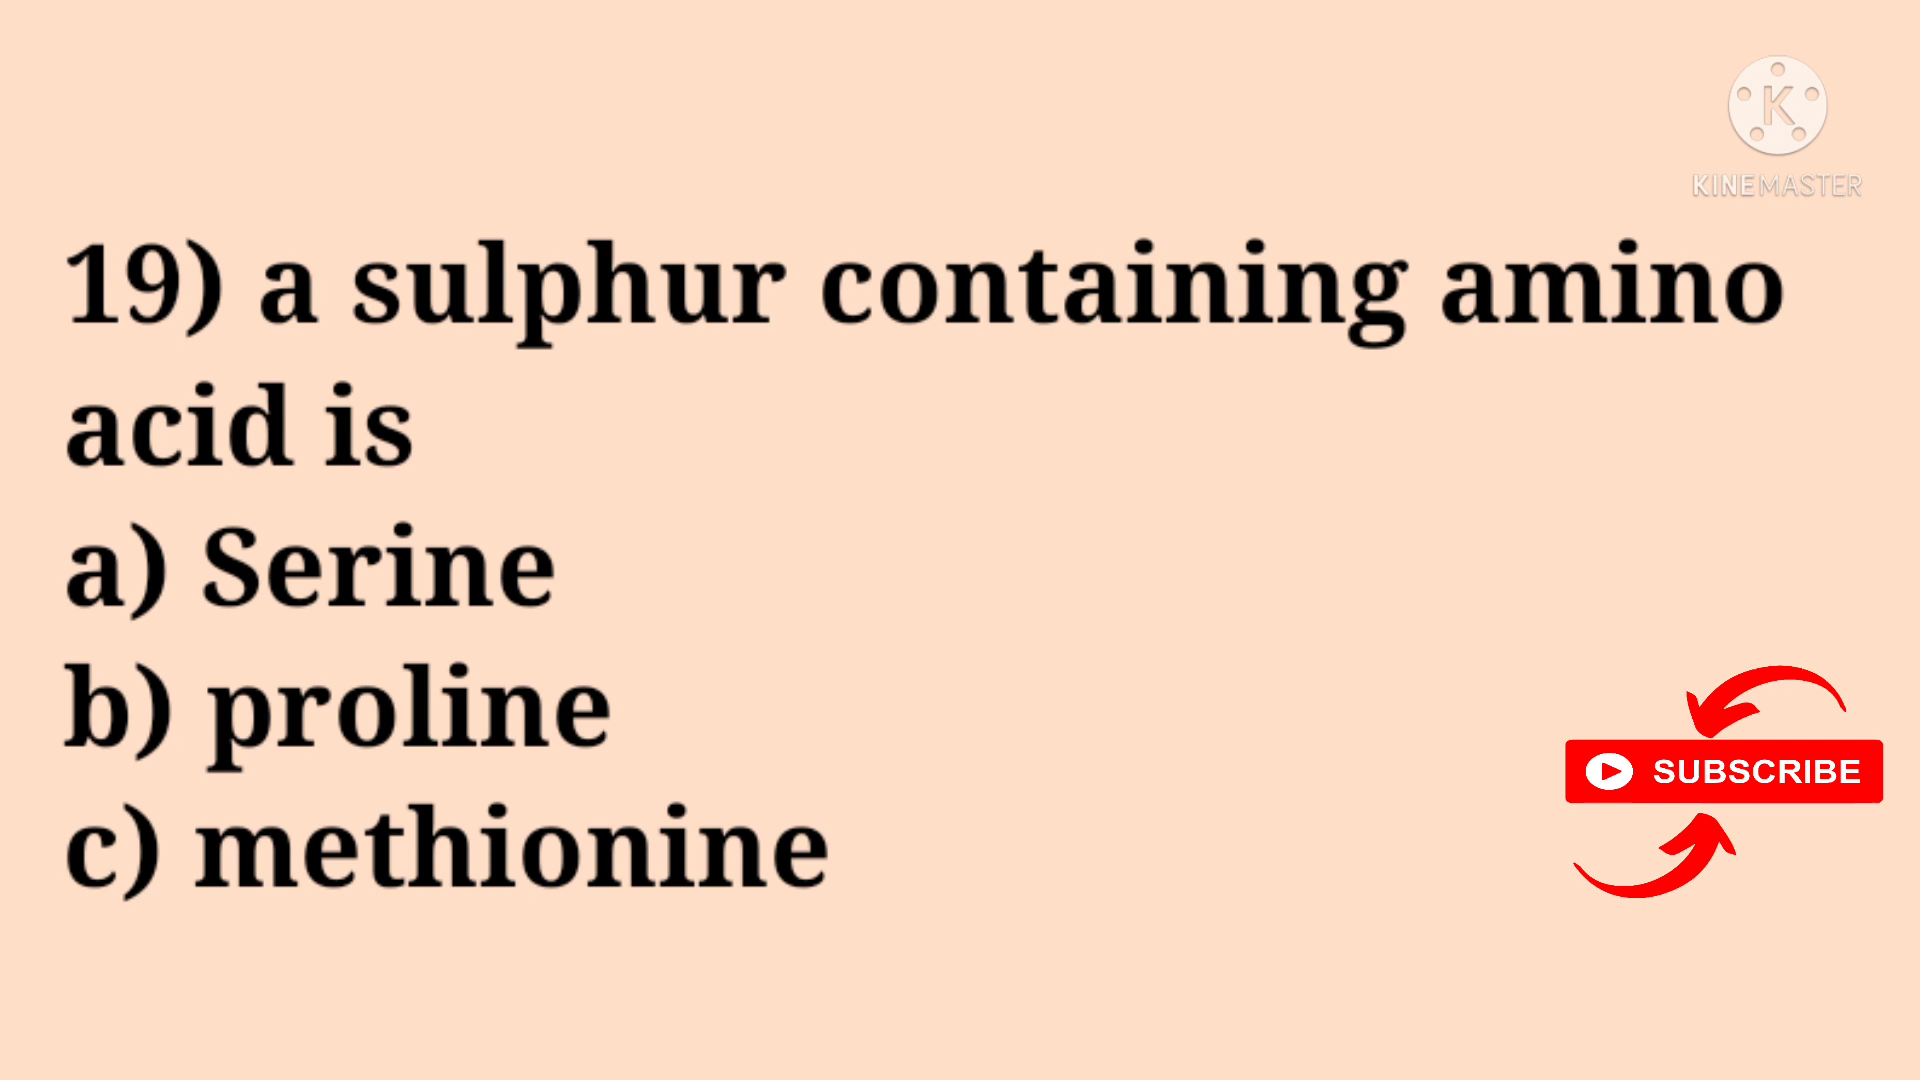 K
KINEMASTER
19) a sulphur containing amino
acid is
a) Serine
b) proline
c) methionine
SUBSCRIBE